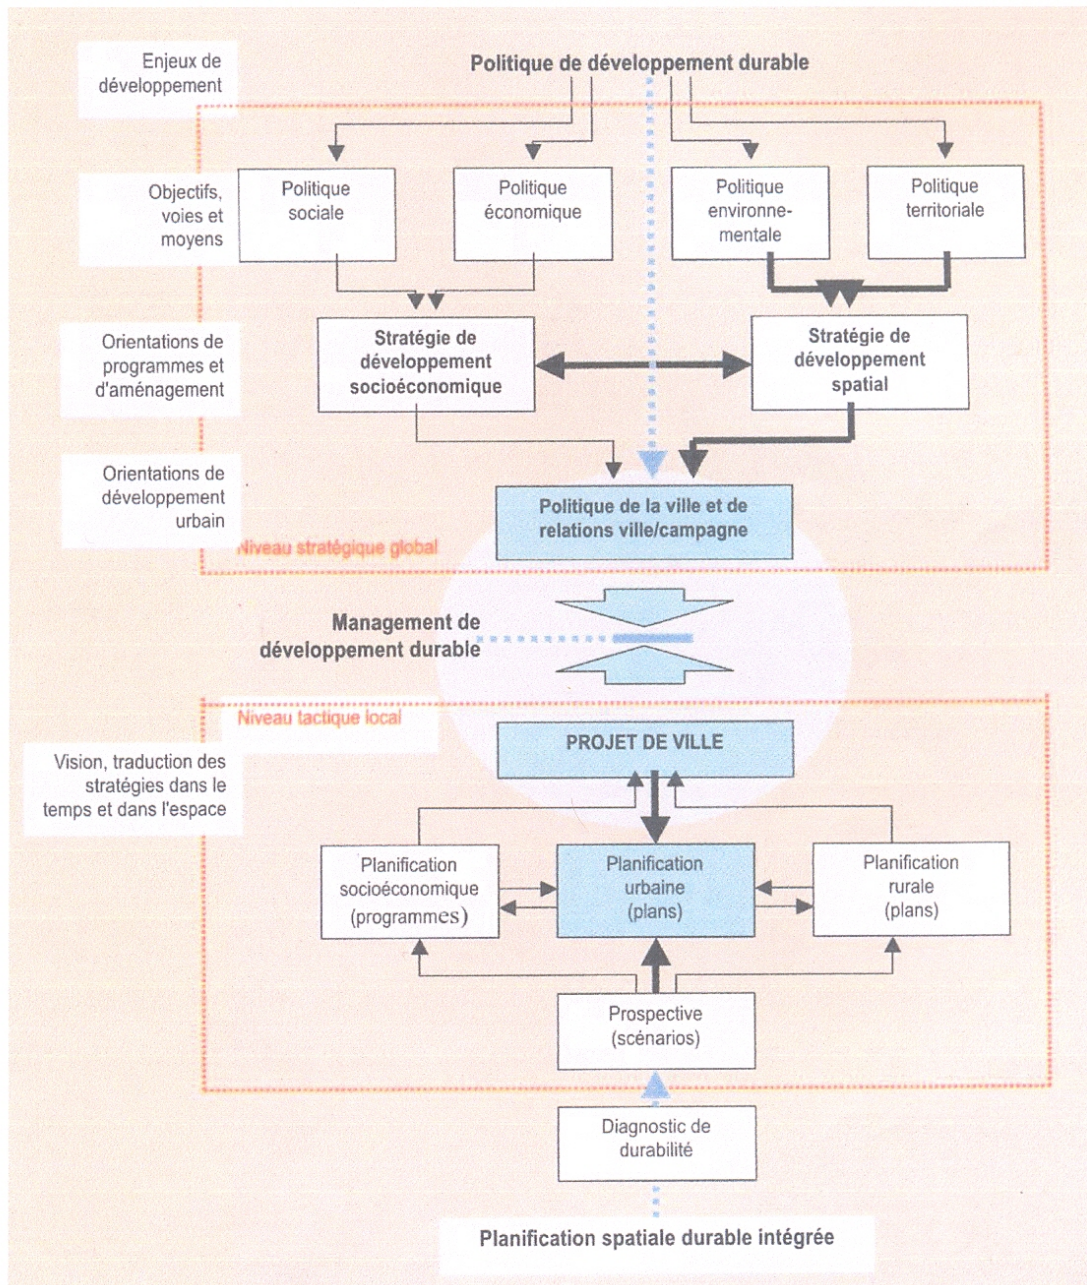 Enjeux de
développement
Politique de développement durable
Objectifs,
voies et
moyens
Politique
sociale
Politique
économique
Politique
environne-
mentale
Politique
territoriale
Orientations de
programmes et
d'aménagement
Stratégie de
développement
socioéconomique
Stratégie de
développement
spatial
Orientations de
développement
urbain
Politique de la ville et de
relations ville/campagne
Niveau stratégique global
Management de
développement durable
Niveau tactique local
PROJET DE VILLE
Vision, traduction des
stratégies dans le
temps et dans l'espace
Planification
socioéconomique
(programmes)
Planification
urbaine
(plans)
Planification
rurale
(plans)
Prospective
(scénarios)
Diagnostic de
durabilité
Planification spatiale durable intégrée